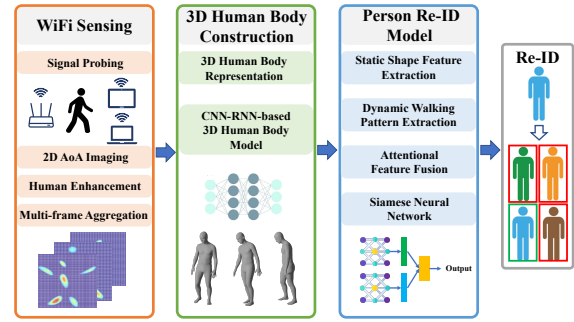 WiFi Sensing
Signal Probing
2D AoA Imaging
Human Enhancement
Multi-frame Aggregation
3D Human Body
Construction
3D Human Body
Representation
CNN-RNN-based
3D Human Body
Model
Person Re-ID
Model
Static Shape Feature
Extraction
Dynamic Walking
Pattern Extraction
Attentional
Feature Fusion
Siamese Neural
Network
Output
Re-ID